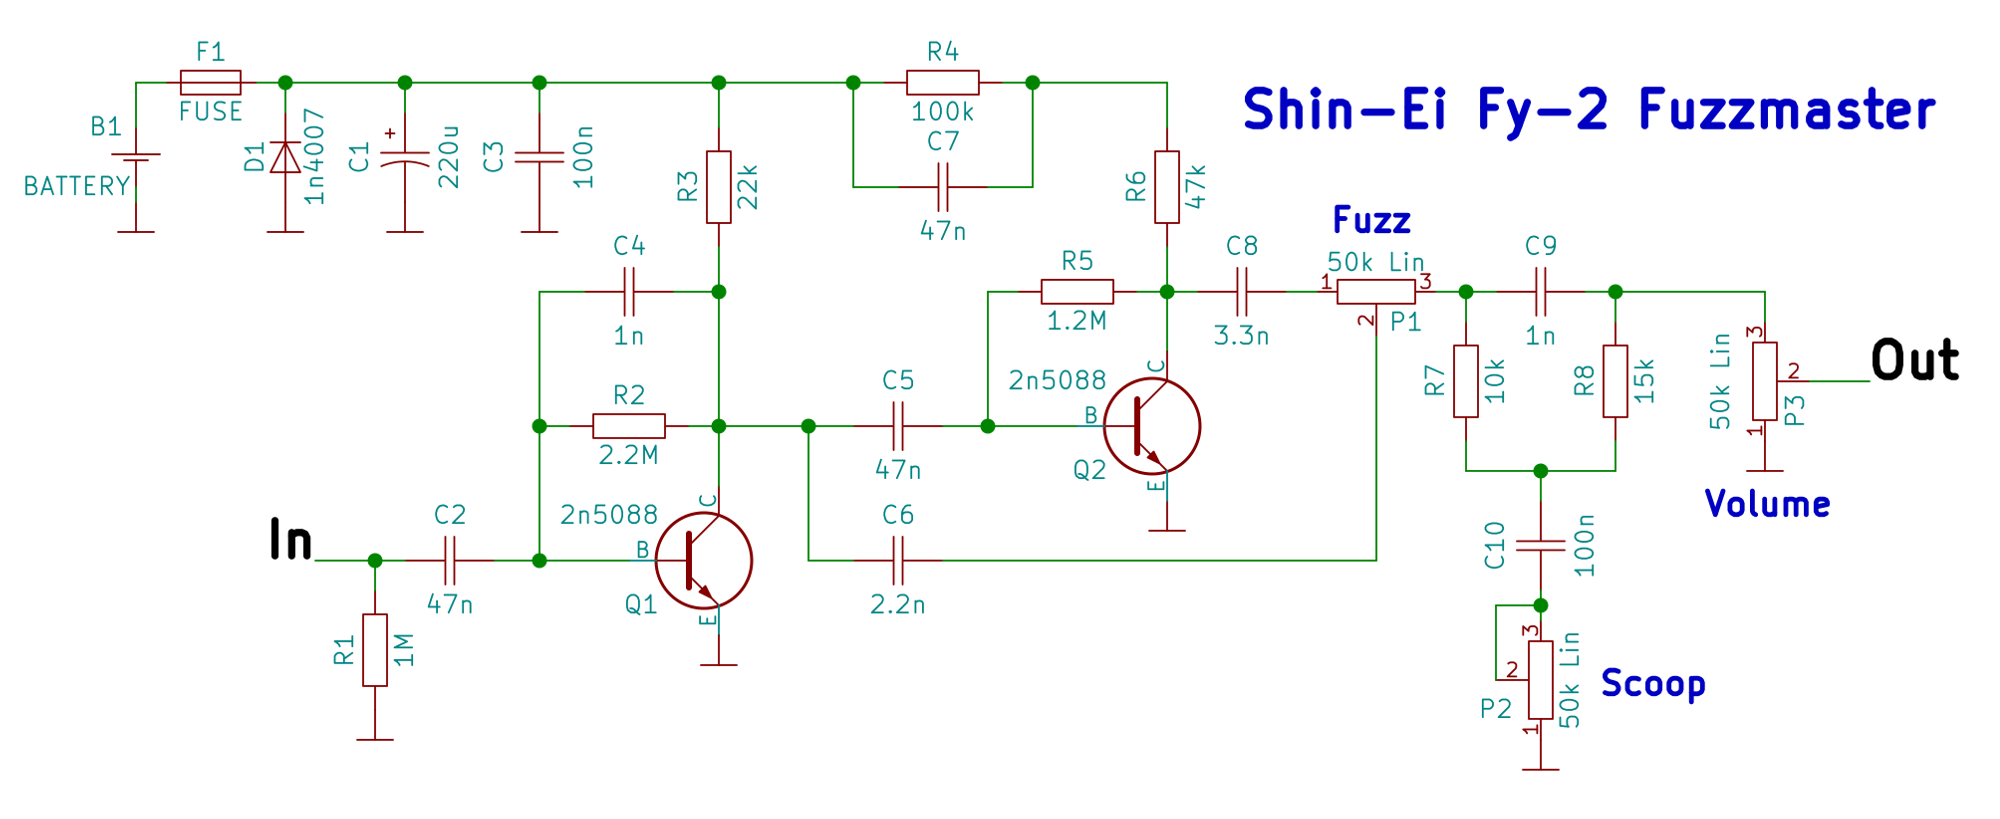 Shin-Ei Fy-2 Fuzzmaster
F1
FUSE
B1
BATTERY
D1
1n4007
C1
+
220u
C3
100n
R3
22k
R4
100k
C7
47n
R6
47k
C4
1n
R2
2.2M
R5
1.2M
C8
3.3n
Fuzz
50k Lin
1
3
2
P1
C9
1n
R7
10k
R8
15k
50k Lin
3
2
1
P3
Out
Volume
C5
47n
2n5088
C
B
E
Q2
C6
2.2n
2n5088
C
B
E
Q1
In
C2
47n
R1
1M
C10
100n
3
2
1
P2
50k Lin
Scoop